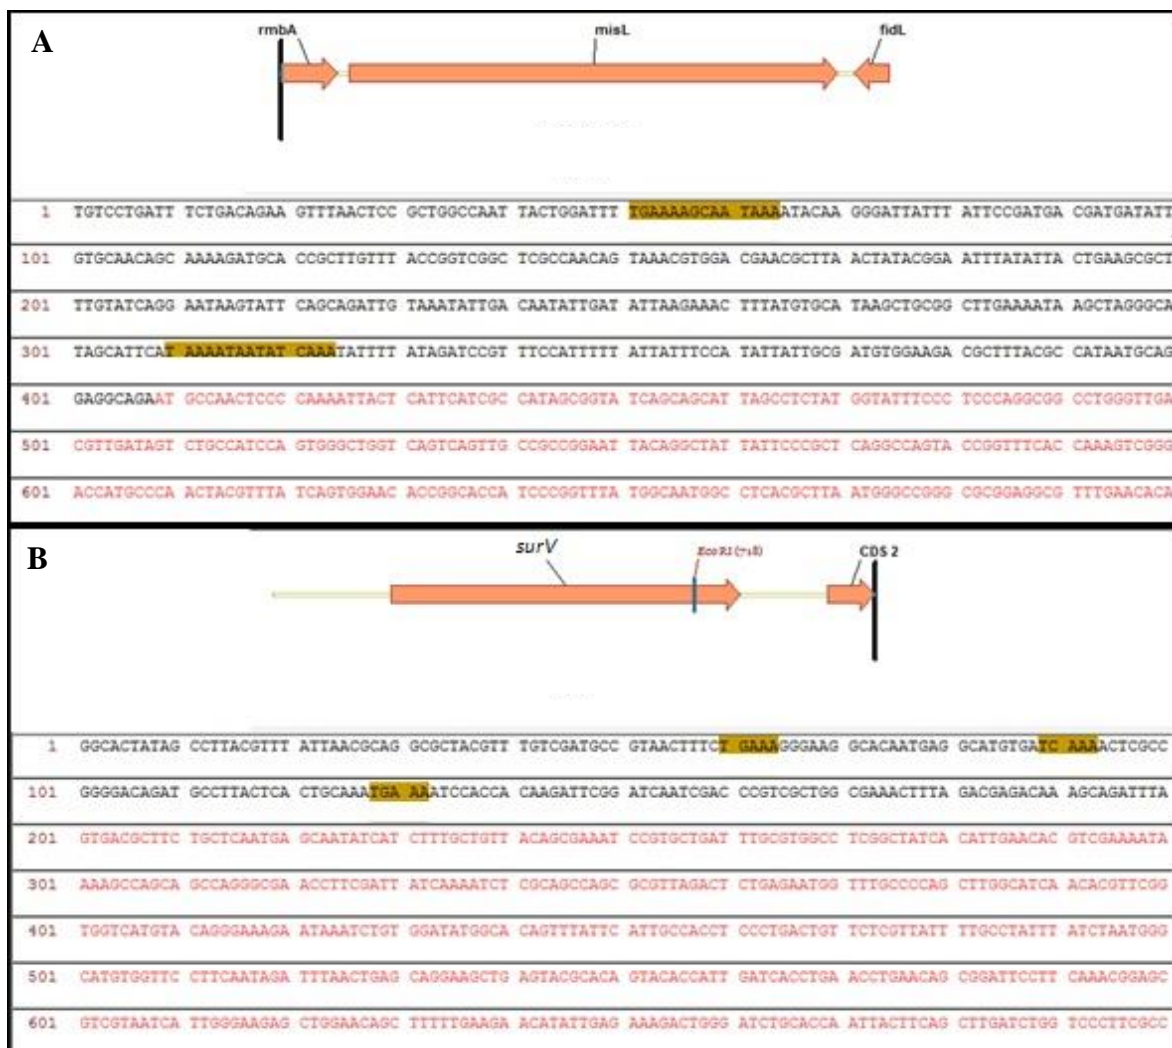 A
rmbA misL fidL
1 TGTCCTGATT TCTGACAGAA GTTTAACTCC GCTGGCCAAT TACTGGATTT TGAAAAGCAA TAAAATACAA GGGATTATTT ATTCCGATGA CGATGATATT
101 GTGCAACAGC AAAAGATGCA CCGCTTGTTT ACCGGTCGGC TCGCCAACAG TAAACGTGGA CGAACGCTTA ACTATACGGA AATTTATATTA CTGAAGCGCT
201 TTGTATCAGG AATAAGTATT CAGCAGATTG TAAATATTGA CAATATTGAT ATTAAGAAAC TTTATGTGCA TAAGCTGCGG CTTGAAAATA AGCTAGGGCA
301 TAGCATTCAT AAAATAATAT CAAATATTTT ATAGATCCGT TTCCATTTTT ATTATTTCCA TATTATTGCG ATGTGGAAGA CGCTTTACGC CATAATGCAG
401 GAGGCAGAAT GCCAACTCCC CAAAATTACT CATTCATCGC CATAGCGGTA TCAGCAGCAT TAGCCTCTAT GGTATTTCCC TCCCAGGCGG CCTGGGTTGA
501 CGTTGATAGT CTGCCATCCA GTGGGCTGGT CAGTCAGTTG CCGCCGGAAT TACAGGCTAT TATTCCCGCT CAGGCCAGTA CCGGTTTCAC CAAAGTCGGG
601 ACCATGCCCA ACTACGTTTA TCAGTGGAAC ACCGGCACCA TCCCGGTTTA TGGCAATGGC CTCACGCTTA ATGGGCCGGG CGCGGAGGCG TTTGAACACA
B
surV EcoRI (718) CDS 2
1 GGCACTATAG CCTTACGTTT ATTAACGCAG GCGCTACGTT TGTCGATGCC GTAACTTTCT GAAAGGGAAG GCACAATGAG GCATGTGATC AAAACTCGCC
101 GGGGACAGAT GCCTTACTCA CTGCAAATGA AAATCCACCA CAAGATTCGG ATCAATCGAC CCGTCGCTGG CGAAACTTTA GACGAGACAA AGCAGATTTA
201 GTGACGCTTC TGCTCAATGA GCAATATCAT CTTTGCTGTT ACAGCGAAAT CCGTGCTGAT TTGCGTGGCC TCGGCTATCA CATTGAACAC GTCGAAAATA
301 AAAGCCAGCA GCCAGGGCGA ACCTTCGATT ATCAAAATCT CGCAGCCAGC GCGTTAGACT CTGAGAATGG TTTGCCCCAG CTTGGCATCA ACACGTTCGG
401 TGGTCATGTA CAGGGAAAGA ATAAATCTGT GGATATGGCA CAGTTTATTC ATTGCCACCT CCCTGACTGT TCTCGTTATT TTGCCTATTT ATCTAATGGG
501 CATGTGGTTC CTTCAATAGA TTTAACTGAG CAGGAAGCTG AGTACGCACA GTACACCATT GATCACCTGA ACCTGAACAG CGGATTCCTT CAAACGGAGC
601 GTCGTAATCA TTGGGAAGAG CTGGAACAGC TTTTTGAAGA ACATATTGAG AAAGACTGGG ATCTGCACCA ATTACTTCAG CTTGATCTGG TCCCTTCGCC